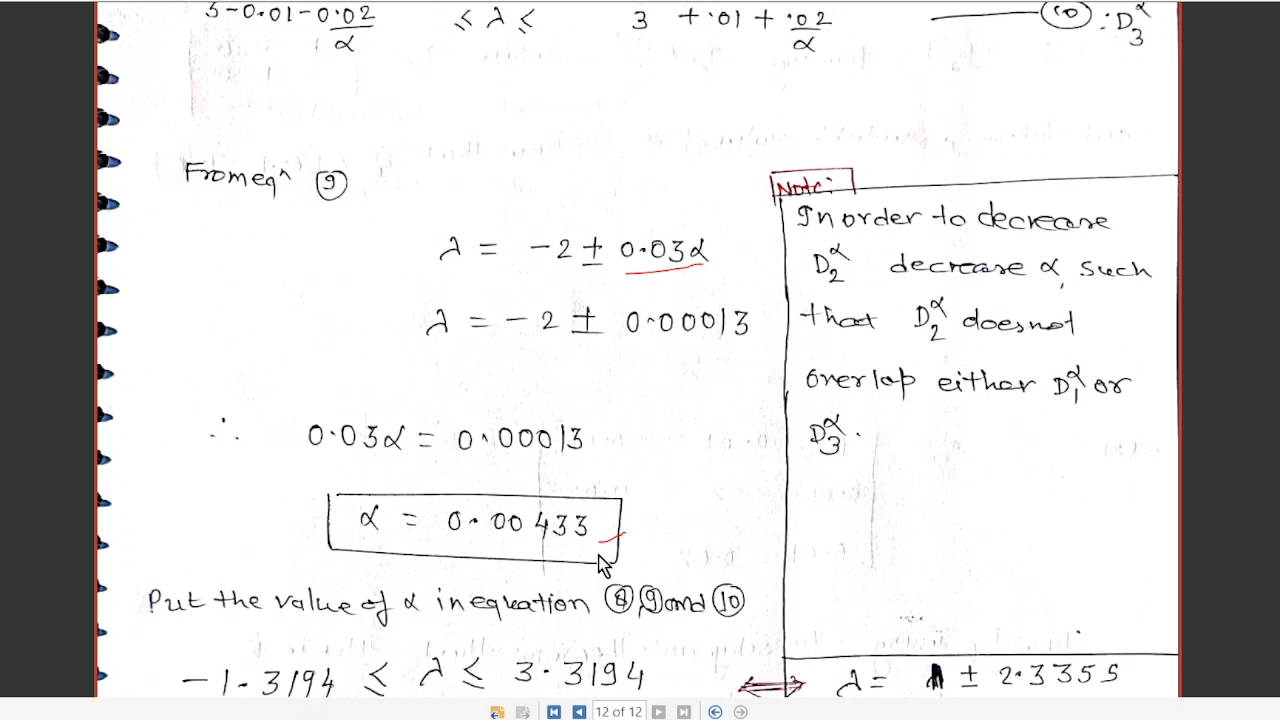 3-0.01-0.02/α ≤ λ ≤ 3 +.01 + .02/α —— (10) : D₃^α
From eqⁿ (9)
λ = -2 ± 0.03α
λ = -2 ± 0.00013
∴ 0.03α = 0.00013
α = 0.00433
Put the value of α in equation (8), (9) and (10)
-1.3194 ≤ λ ≤ 3.3194
Note:
In order to decrease
D₂^α decrease α, such
that D₂^α doesnot
overlap either D₁^α or
D₃^α.
λ = 1 ± 2.3355
12 of 12